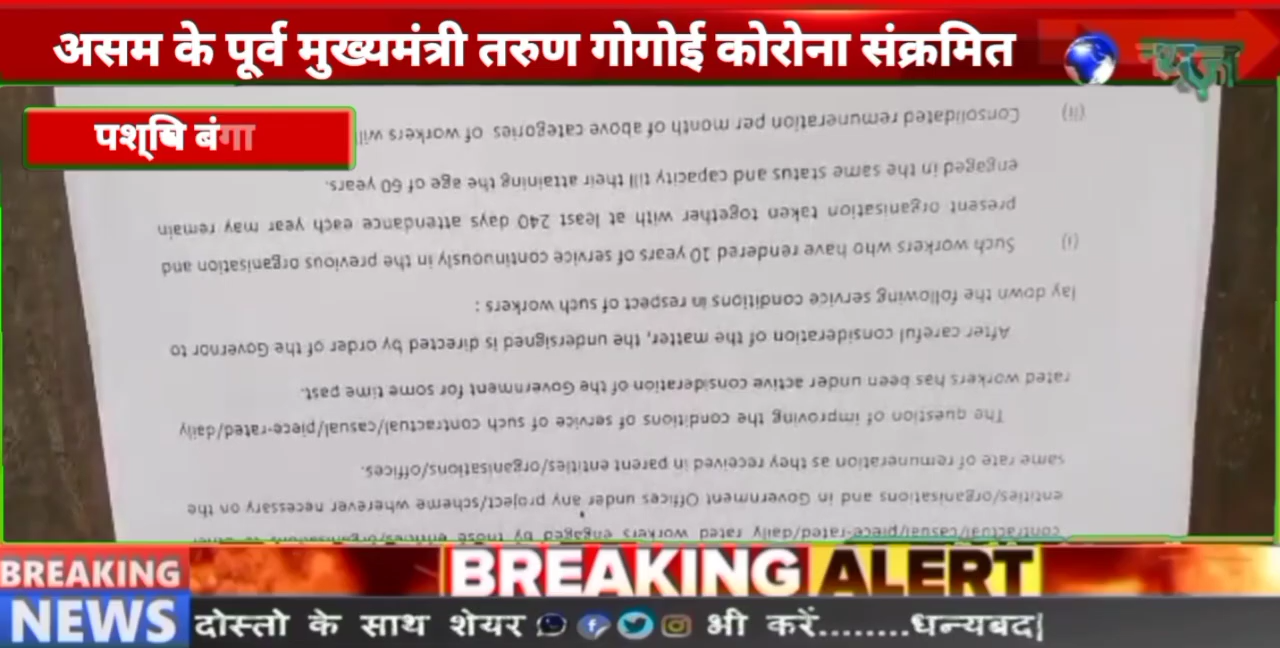 असम के पूर्व मुख्यमंत्री तरुण गोगोई कोरोना संक्रमित
बंगा
contractual/casual/piece-rated/daily rated workers engaged by those
entities/organisations and in Government Offices under any project/scheme wherever necessary on the
same rate of remuneration as they received in parent entities/organisations/offices.
The question of improving the conditions of service of such contractual/casual/piece-rated/daily
rated workers has been under active consideration of the Government for some time past.
After careful consideration of the matter, the undersigned is directed by order of the Governor to
lay down the following service conditions in respect of such workers :
(i) Such workers who have rendered 10 years of service continuously in the previous organisation and
present organisation taken together with at least 240 days attendance each year may remain
engaged in the same status and capacity till their attaining the age of 60 years.
(ii) Consolidated remuneration per month of above categories of workers will
BREAKING ALERT
BREAKING
NEWS
दोस्तो के साथ शेयर भी करें........धन्यबद|